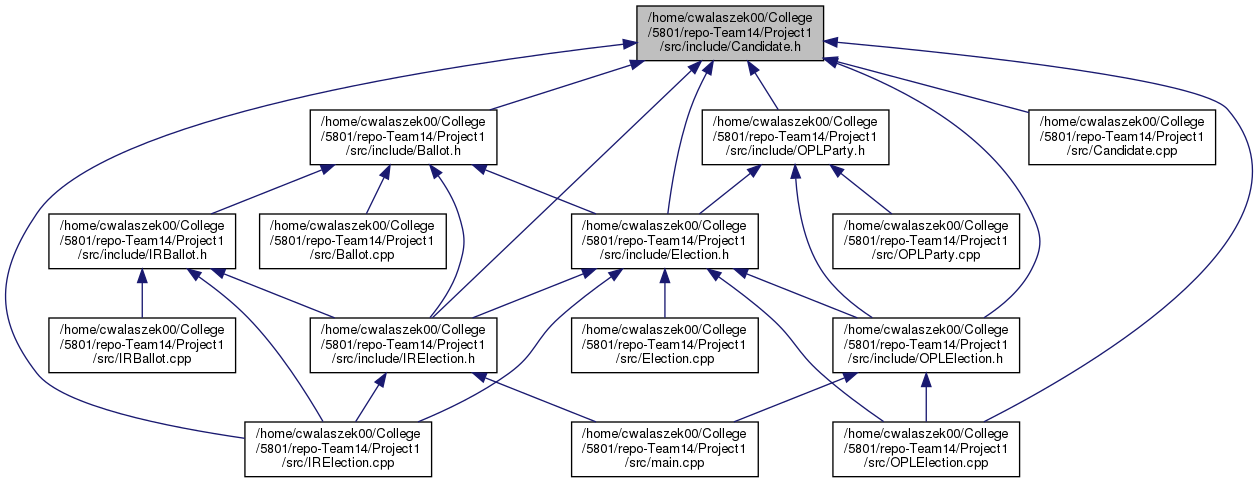 /home/cwalaszek00/College
/5801/repo-Team14/Project1
/src/include/Candidate.h
/home/cwalaszek00/College
/5801/repo-Team14/Project1
/src/include/Ballot.h
/home/cwalaszek00/College
/5801/repo-Team14/Project1
/src/include/OPLParty.h
/home/cwalaszek00/College
/5801/repo-Team14/Project1
/src/Candidate.cpp
/home/cwalaszek00/College
/5801/repo-Team14/Project1
/src/include/IRBallot.h
/home/cwalaszek00/College
/5801/repo-Team14/Project1
/src/Ballot.cpp
/home/cwalaszek00/College
/5801/repo-Team14/Project1
/src/include/Election.h
/home/cwalaszek00/College
/5801/repo-Team14/Project1
/src/OPLParty.cpp
/home/cwalaszek00/College
/5801/repo-Team14/Project1
/src/IRBallot.cpp
/home/cwalaszek00/College
/5801/repo-Team14/Project1
/src/include/IRElection.h
/home/cwalaszek00/College
/5801/repo-Team14/Project1
/src/Election.cpp
/home/cwalaszek00/College
/5801/repo-Team14/Project1
/src/include/OPLElection.h
/home/cwalaszek00/College
/5801/repo-Team14/Project1
/src/IRElection.cpp
/home/cwalaszek00/College
/5801/repo-Team14/Project1
/src/main.cpp
/home/cwalaszek00/College
/5801/repo-Team14/Project1
/src/OPLElection.cpp